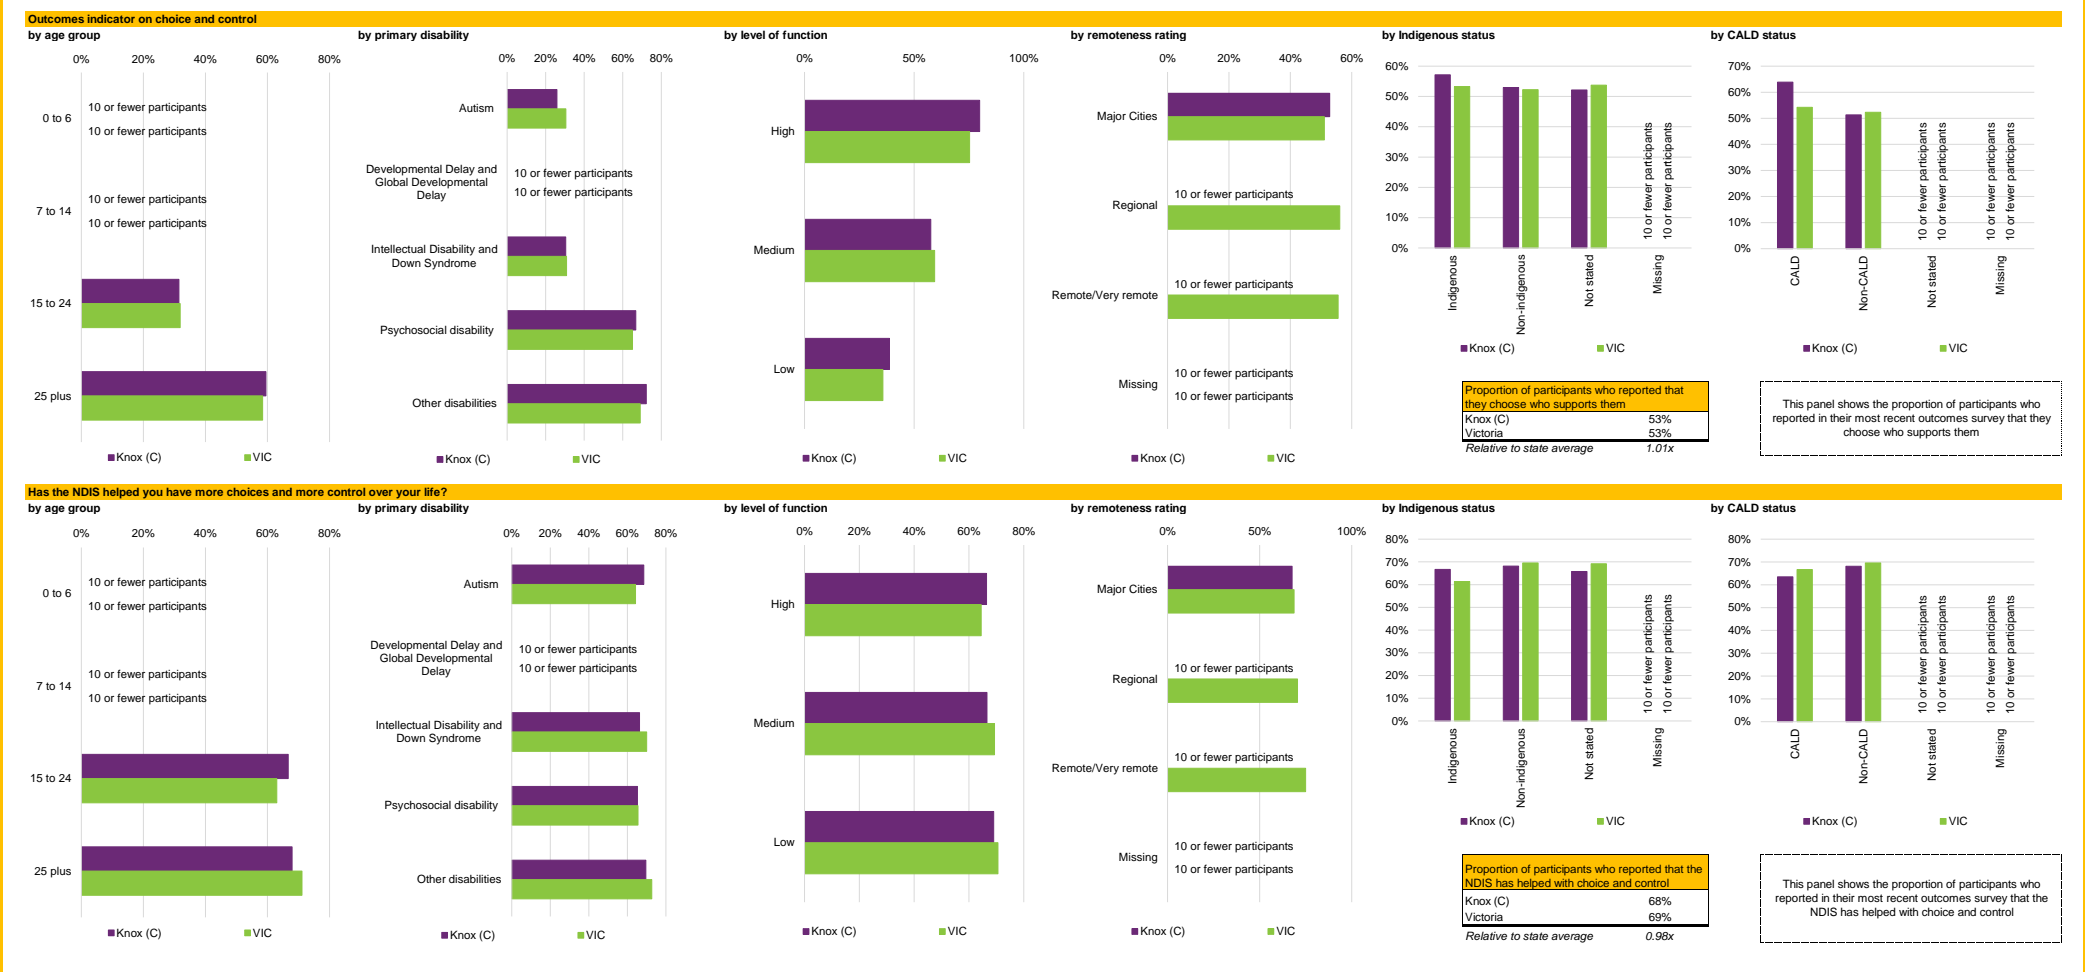 Outcomes indicator on choice and control
by age group
0%
20%
40%
60%
80%
0 to 6
10 or fewer participants
10 or fewer participants
7 to 14
10 or fewer participants
10 or fewer participants
15 to 24
25 plus
Knox (C)
VIC
by primary disability
0%
20%
40%
60%
80%
Autism
Developmental Delay and
Global Developmental
Delay
10 or fewer participants
10 or fewer participants
Intellectual Disability and
Down Syndrome
Psychosocial disability
Other disabilities
Knox (C)
VIC
by level of function
0%
50%
100%
High
Medium
Low
Knox (C)
VIC
by remoteness rating
0%
20%
40%
60%
Major Cities
Regional
10 or fewer participants
Remote/Very remote
10 or fewer participants
Missing
10 or fewer participants
10 or fewer participants
Knox (C)
VIC
by Indigenous status
60%
50%
40%
30%
20%
10%
0%
10 or fewer participants
10 or fewer participants
Indigenous
Non-indigenous
Not stated
Missing
Knox (C)
VIC
Proportion of participants who reported that
they choose who supports them
Knox (C) 53%
Victoria 53%
Relative to state average 1.01x
by CALD status
70%
60%
50%
40%
30%
20%
10%
0%
10 or fewer participants
10 or fewer participants
10 or fewer participants
10 or fewer participants
CALD
Non-CALD
Not stated
Missing
Knox (C)
VIC
This panel shows the proportion of participants who
reported in their most recent outcomes survey that they
choose who supports them
Has the NDIS helped you have more choices and more control over your life?
by age group
0%
20%
40%
60%
80%
0 to 6
10 or fewer participants
10 or fewer participants
7 to 14
10 or fewer participants
10 or fewer participants
15 to 24
25 plus
Knox (C)
VIC
by primary disability
0%
20%
40%
60%
80%
Autism
Developmental Delay and
Global Developmental
Delay
10 or fewer participants
10 or fewer participants
Intellectual Disability and
Down Syndrome
Psychosocial disability
Other disabilities
Knox (C)
VIC
by level of function
0%
20%
40%
60%
80%
High
Medium
Low
Knox (C)
VIC
by remoteness rating
0%
50%
100%
Major Cities
Regional
10 or fewer participants
Remote/Very remote
10 or fewer participants
Missing
10 or fewer participants
10 or fewer participants
Knox (C)
VIC
by Indigenous status
80%
70%
60%
50%
40%
30%
20%
10%
0%
10 or fewer participants
10 or fewer participants
Indigenous
Non-indigenous
Not stated
Missing
Knox (C)
VIC
Proportion of participants who reported that the
NDIS has helped with choice and control
Knox (C) 68%
Victoria 69%
Relative to state average 0.98x
by CALD status
80%
70%
60%
50%
40%
30%
20%
10%
0%
10 or fewer participants
10 or fewer participants
10 or fewer participants
10 or fewer participants
CALD
Non-CALD
Not stated
Missing
Knox (C)
VIC
This panel shows the proportion of participants who
reported in their most recent outcomes survey that the
NDIS has helped with choice and control